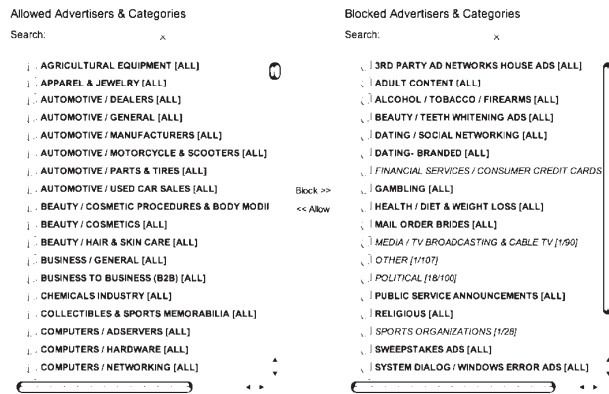 Allowed Advertisers & Categories
Search:
x
AGRICULTURAL EQUIPMENT [ALL]
APPAREL & JEWELRY [ALL]
AUTOMOTIVE / DEALERS [ALL]
AUTOMOTIVE / GENERAL [ALL]
AUTOMOTIVE / MANUFACTURERS [ALL]
AUTOMOTIVE / MOTORCYCLE & SCOOTERS [ALL]
AUTOMOTIVE / PARTS & TIRES [ALL]
AUTOMOTIVE / USED CAR SALES [ALL]
BEAUTY / COSMETIC PROCEDURES & BODY MODII
BEAUTY / COSMETICS [ALL]
BEAUTY / HAIR & SKIN CARE [ALL]
BUSINESS / GENERAL [ALL]
BUSINESS TO BUSINESS (B2B) [ALL]
CHEMICALS INDUSTRY [ALL]
COLLECTIBLES & SPORTS MEMORABILIA [ALL]
COMPUTERS / ADSERVERS [ALL]
COMPUTERS / HARDWARE [ALL]
COMPUTERS / NETWORKING [ALL]
Block >>
<< Allow
Blocked Advertisers & Categories
Search:
x
3RD PARTY AD NETWORKS HOUSE ADS [ALL]
ADULT CONTENT [ALL]
ALCOHOL / TOBACCO / FIREARMS [ALL]
BEAUTY / TEETH WHITENING ADS [ALL]
DATING / SOCIAL NETWORKING [ALL]
DATING- BRANDED [ALL]
FINANCIAL SERVICES / CONSUMER CREDIT CARDS
GAMBLING [ALL]
HEALTH / DIET & WEIGHT LOSS [ALL]
MAIL ORDER BRIDES [ALL]
MEDIA / TV BROADCASTING & CABLE TV [1/90]
OTHER [1/107]
POLITICAL [18/100]
PUBLIC SERVICE ANNOUNCEMENTS [ALL]
RELIGIOUS [ALL]
SPORTS ORGANIZATIONS [1/28]
SWEEPSTAKES ADS [ALL]
SYSTEM DIALOG / WINDOWS ERROR ADS [ALL]